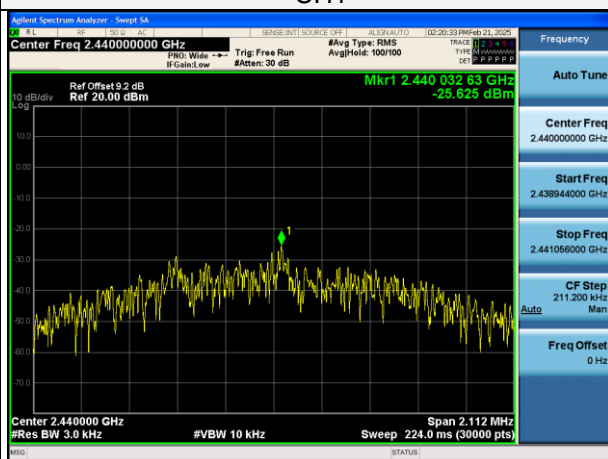 Agilent Spectrum Analyzer - Swept SA
RL RF 50 Ω AC SENSE:INT SOURCE OFF ALIGNAUTO 02:20:33 PM Feb 21, 2025
Center Freq 2.440000000 GHz
PNO: Wide
IFGain:Low
Trig: Free Run
#Atten: 30 dB
#Avg Type: RMS
Avg|Hold: 100/100
TRACE 1 2 3 4 5 6
TYPE M
DET P P P P P P
Frequency
Auto Tune
Center Freq
2.440000000 GHz
Start Freq
2.438944000 GHz
Stop Freq
2.441056000 GHz
CF Step
211.200 kHz
Auto Man
Freq Offset
0 Hz
Mkr1 2.440 032 63 GHz
-25.625 dBm
Ref Offset 9.2 dB
10 dB/div Ref 20.00 dBm
Log
10.0
0.00
-10.0
-20.0
-30.0
-40.0
-50.0
-60.0
-70.0
1
Center 2.440000 GHz Span 2.112 MHz
#Res BW 3.0 kHz #VBW 10 kHz Sweep 224.0 ms (30000 pts)
MSG STATUS